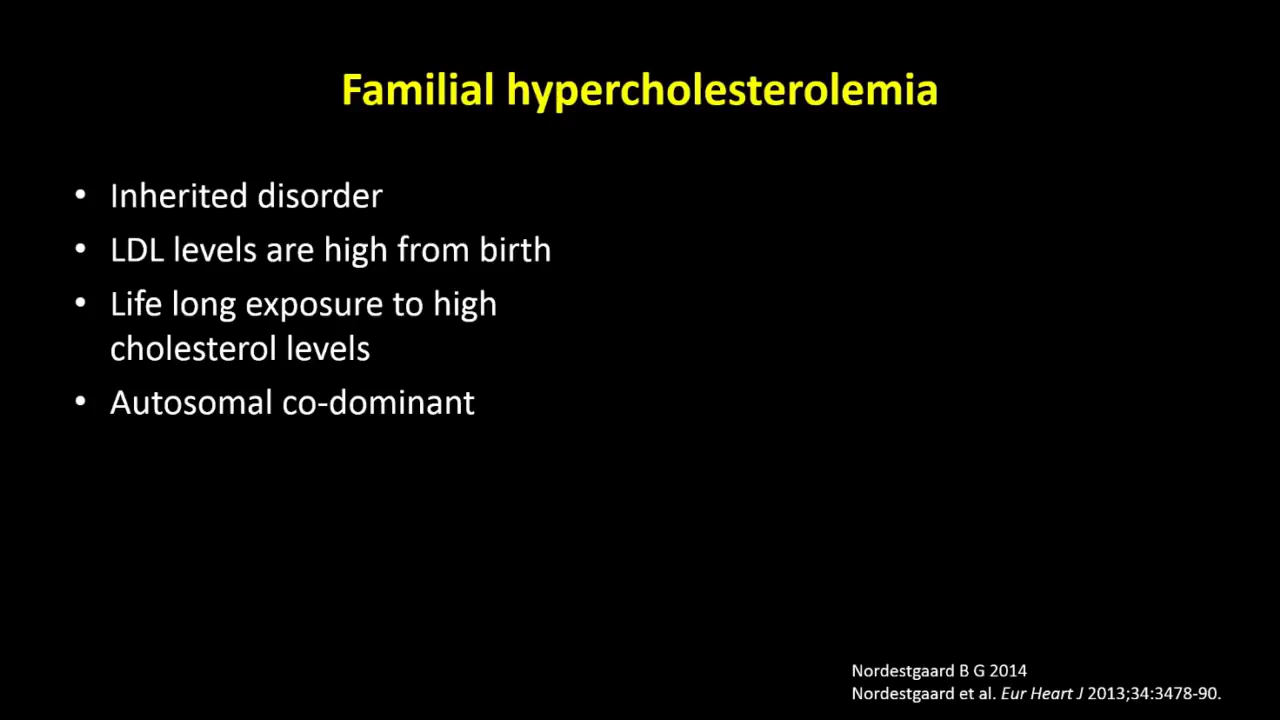 Familial hypercholesterolemia
• Inherited disorder
• LDL levels are high from birth
• Life long exposure to high
cholesterol levels
• Autosomal co-dominant
Nordestgaard B G 2014
Nordestgaard et al. Eur Heart J 2013;34:3478-90.